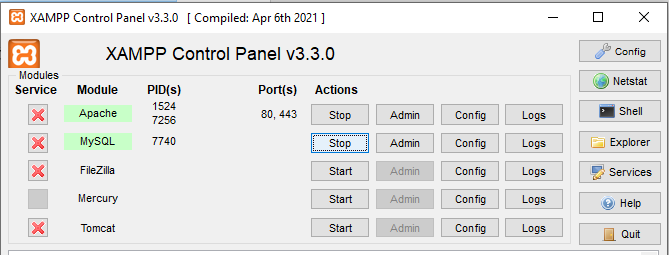 XAMPP Control Panel v3.3.0 [ Compiled: Apr 6th 2021 ]
XAMPP Control Panel v3.3.0
Config
Modules
Service Module PID(s) Port(s) Actions
Netstat
Apache 1524 7256 80, 443 Stop Admin Config Logs
Shell
MySQL 7740 Stop Admin Config Logs
Explorer
FileZilla Start Admin Config Logs
Services
Mercury Start Admin Config Logs
Help
Tomcat Start Admin Config Logs
Quit